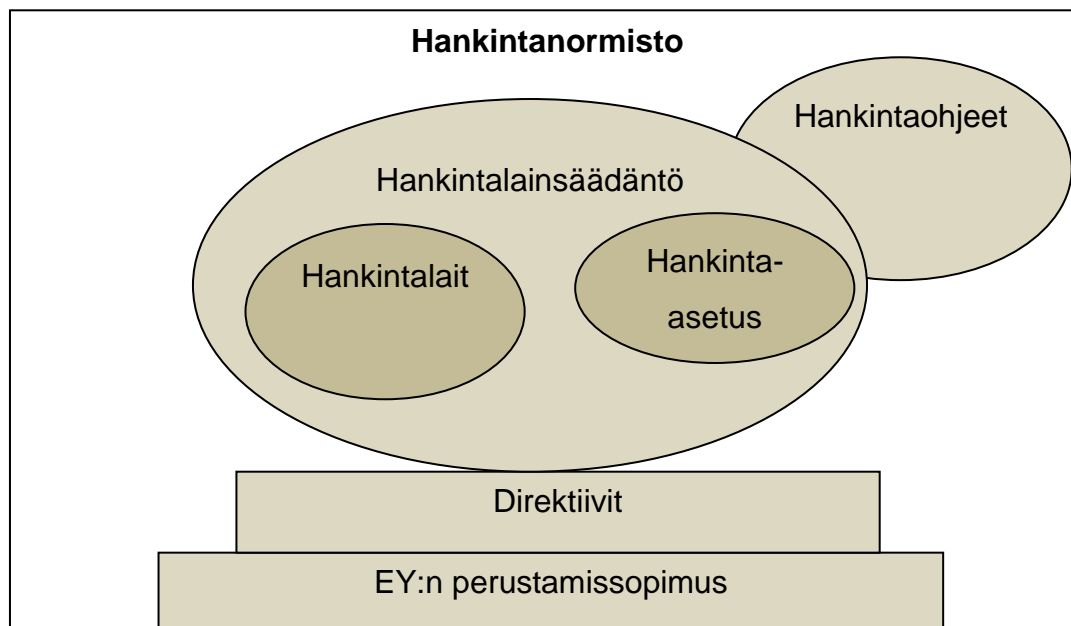 Hankintanormisto
Hankintaohjeet
Hankintalainsäädäntö
Hankintalait
Hankinta-
asetus
Direktiivit
EY:n perustamissopimus